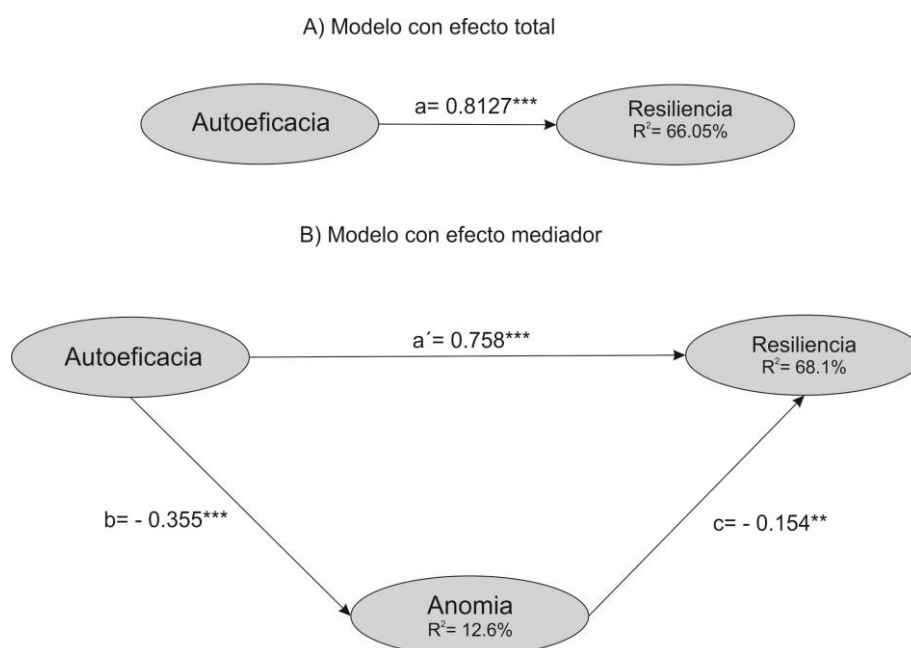 A) Modelo con efecto total
Autoeficacia
a= 0.8127***
Resiliencia
R²= 66.05%
B) Modelo con efecto mediador
Autoeficacia
a´= 0.758***
Resiliencia
R²= 68.1%
b= - 0.355***
c= - 0.154**
Anomia
R²= 12.6%